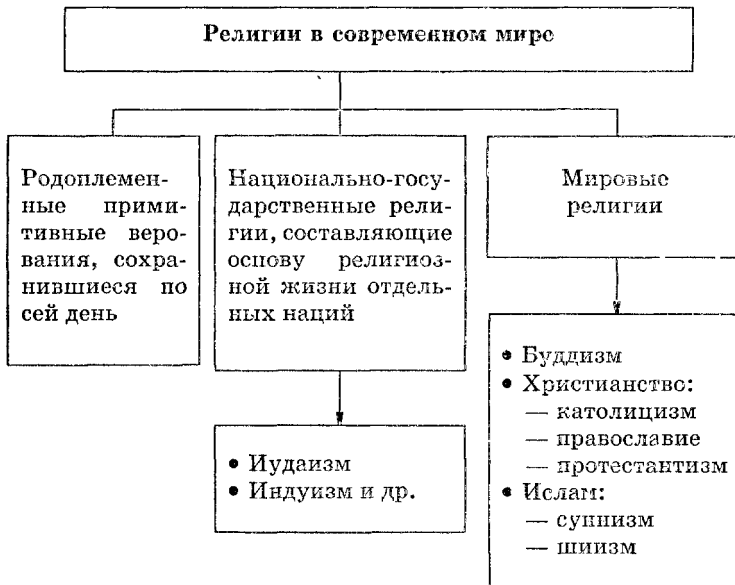 Религии в современном мире
Родоплемен-
ные примитив-
тивные веро-
вания, сохра-
нившиеся по
сей день
Национально-госу-
дарственные рели-
гии, составляющие
основу религиоз-
ной жизни отдель-
ных наций
Мировые
религии
• Иудаизм
• Индуизм и др.
• Буддизм
• Христианство:
— католицизм
— православие
— протестантизм
• Ислам:
— суннизм
— шиизм